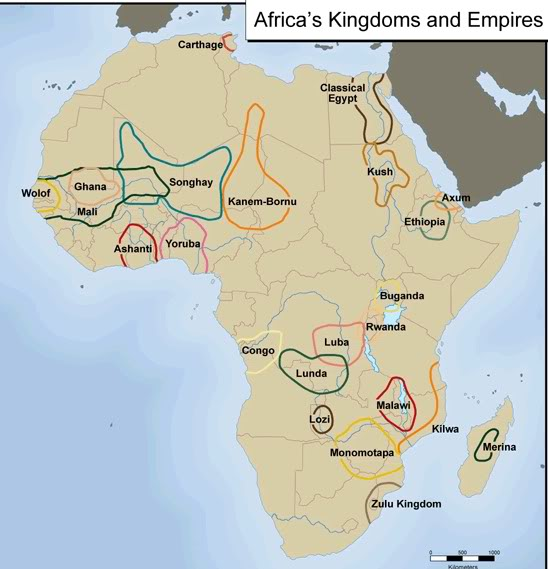 Africa's Kingdoms and Empires
Carthage
Classical
Egypt
Kush
Axum
Ethiopia
Wolof
Ghana
Mali
Songhay
Kanem-Bornu
Ashanti
Yoruba
Buganda
Rwanda
Congo
Luba
Lunda
Malawi
Lozi
Kilwa
Monomotapa
Merina
Zulu Kingdom
0 500 1000
Kilometers